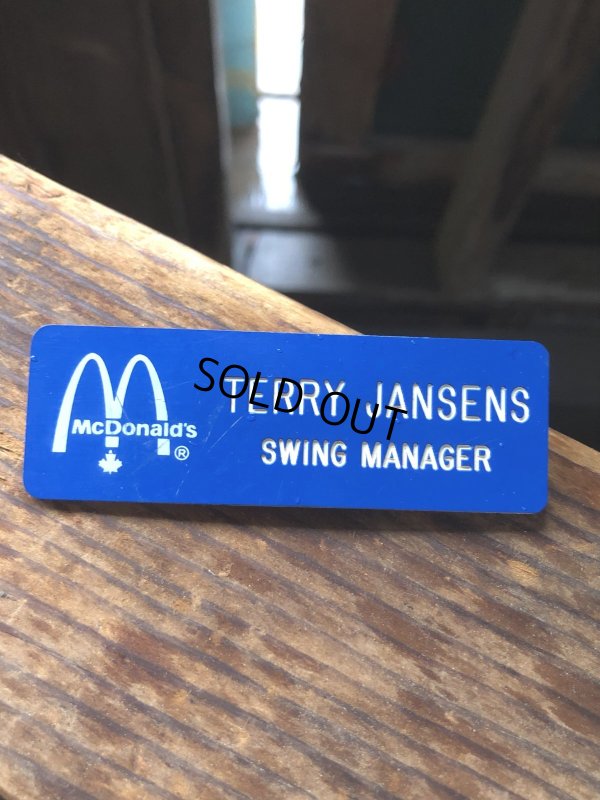 McDonald's
®
TERRY JANSENS
SWING MANAGER
SOLD OUT